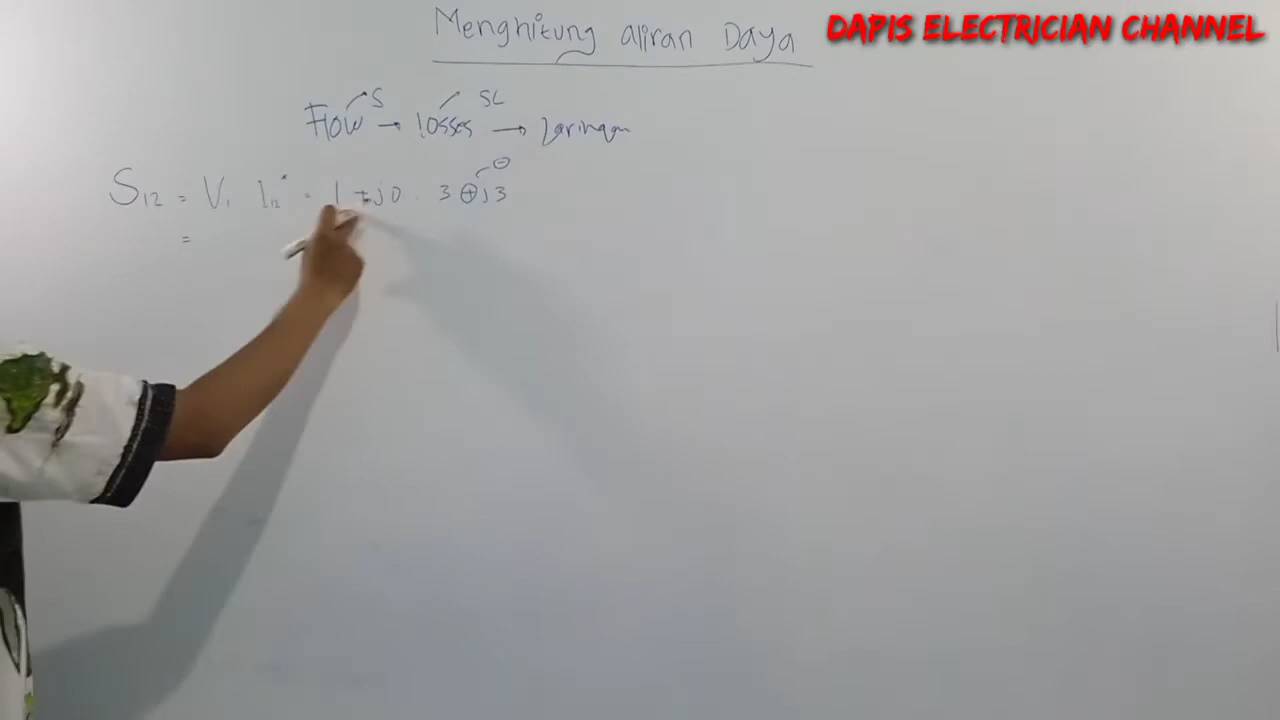 Menghitung aliran Daya
DAPIS ELECTRICIAN CHANNEL
S SL
Flow → Losses → Jaringan
S12 = V1 I12* = 1 + j0 . 3 ⊕ j3 ⊖
=